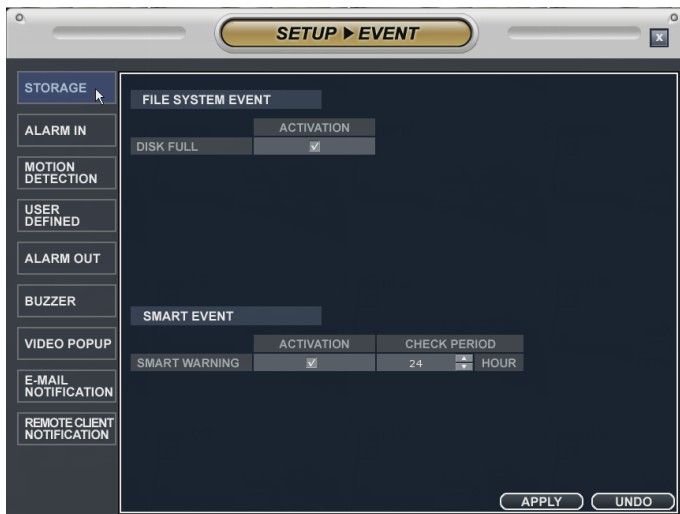 SETUP ▶ EVENT
X
STORAGE
ALARM IN
MOTION
DETECTION
USER
DEFINED
ALARM OUT
BUZZER
VIDEO POPUP
E-MAIL
NOTIFICATION
REMOTE CLIENT
NOTIFICATION
FILE SYSTEM EVENT
ACTIVATION
DISK FULL
SMART EVENT
ACTIVATION CHECK PERIOD
SMART WARNING 24 HOUR
APPLY UNDO